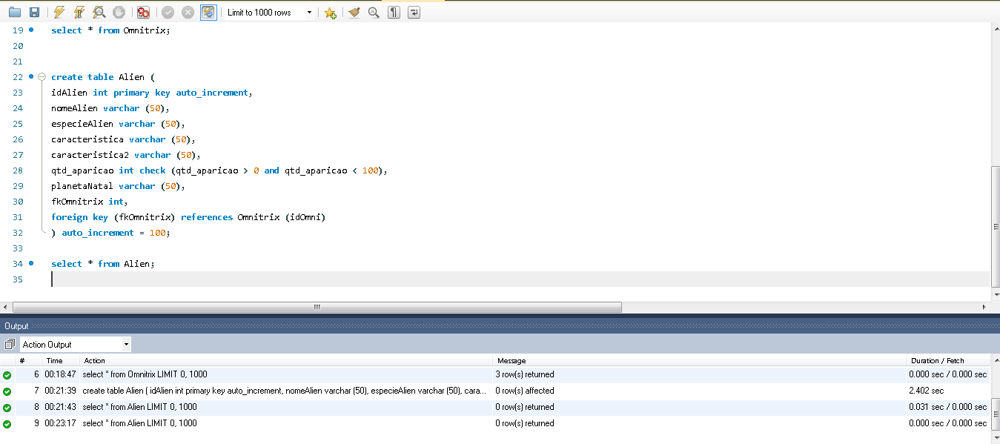 Limit to 1000 rows
19 select * from Omnitrix;
20
21
22 create table Alien (
23 idAlien int primary key auto_increment,
24 nomeAlien varchar (50),
25 especieAlien varchar (50),
26 caracteristica varchar (50),
27 caracteristica2 varchar (50),
28 qtd_aparicao int check (qtd_aparicao > 0 and qtd_aparicao < 100),
29 planetaNatal varchar (50),
30 fkOmnitrix int,
31 foreign key (fkOmnitrix) references Omnitrix (idOmni)
32 ) auto_increment = 100;
33
34 select * from Alien;
35
Output
Action Output
# Time Action Message Duration / Fetch
6 00:18:47 select * from Omnitrix LIMIT 0, 1000 3 row(s) returned 0.000 sec / 0.000 sec
7 00:21:39 create table Alien ( idAlien int primary key auto_increment, nomeAlien varchar (50), especieAlien varchar (50), cara... 0 row(s) affected 2.402 sec
8 00:21:43 select * from Alien LIMIT 0, 1000 0 row(s) returned 0.031 sec / 0.000 sec
9 00:23:17 select * from Alien LIMIT 0, 1000 0 row(s) returned 0.000 sec / 0.000 sec